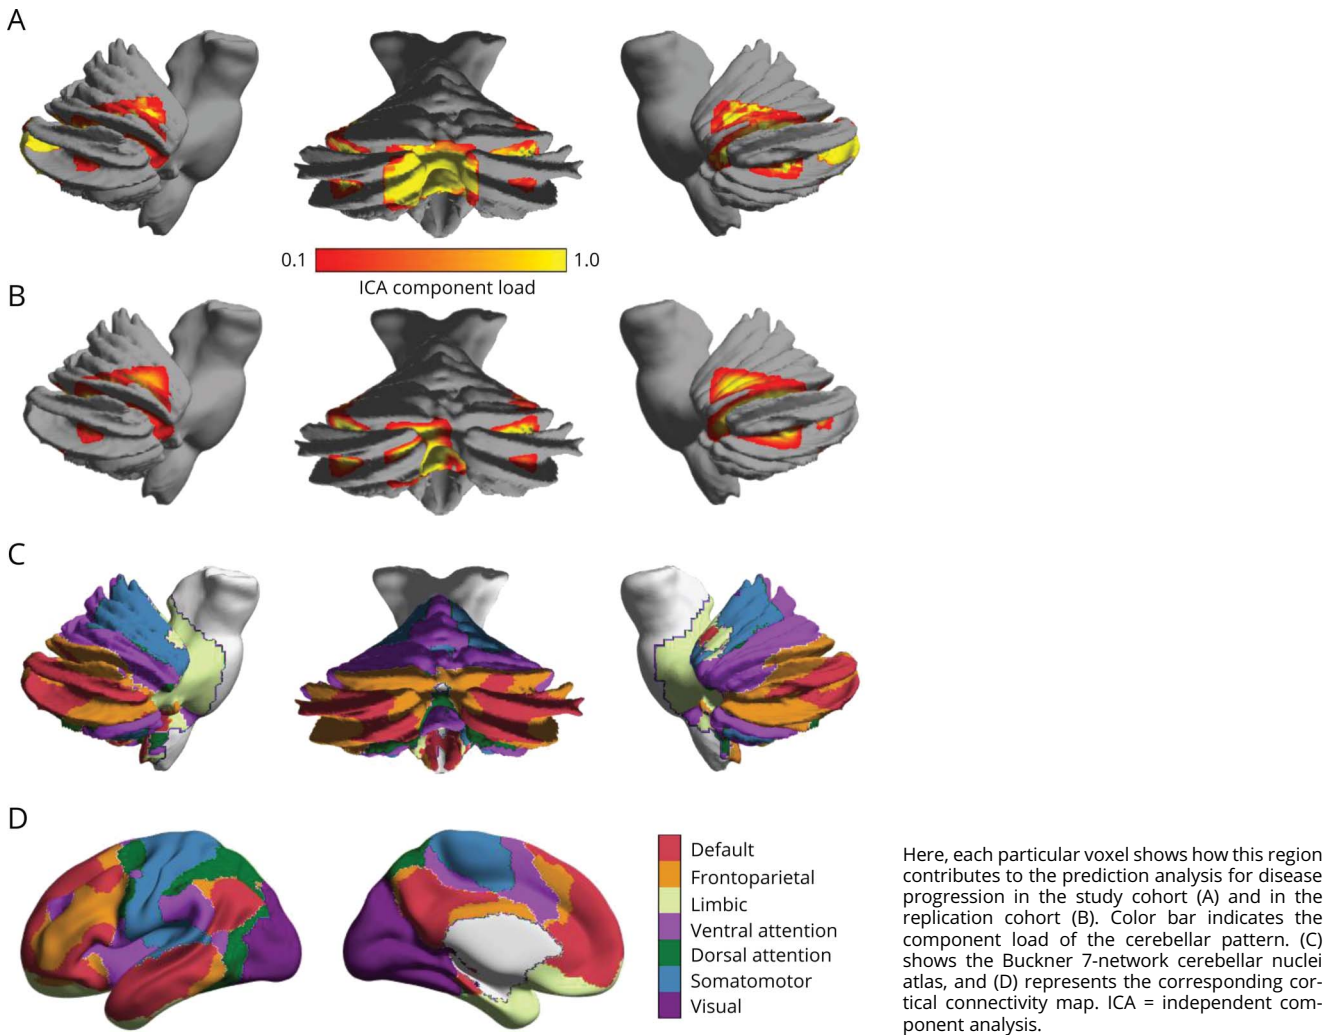 A
0.1
1.0
ICA component load
B
C
D
Default
Frontoparietal
Limbic
Ventral attention
Dorsal attention
Somatomotor
Visual
Here, each particular voxel shows how this region
contributes to the prediction analysis for disease
progression in the study cohort (A) and in the
replication cohort (B). Color bar indicates the
component load of the cerebellar pattern. (C)
shows the Buckner 7-network cerebellar nuclei
atlas, and (D) represents the corresponding cor-
tical connectivity map. ICA = independent com-
ponent analysis.